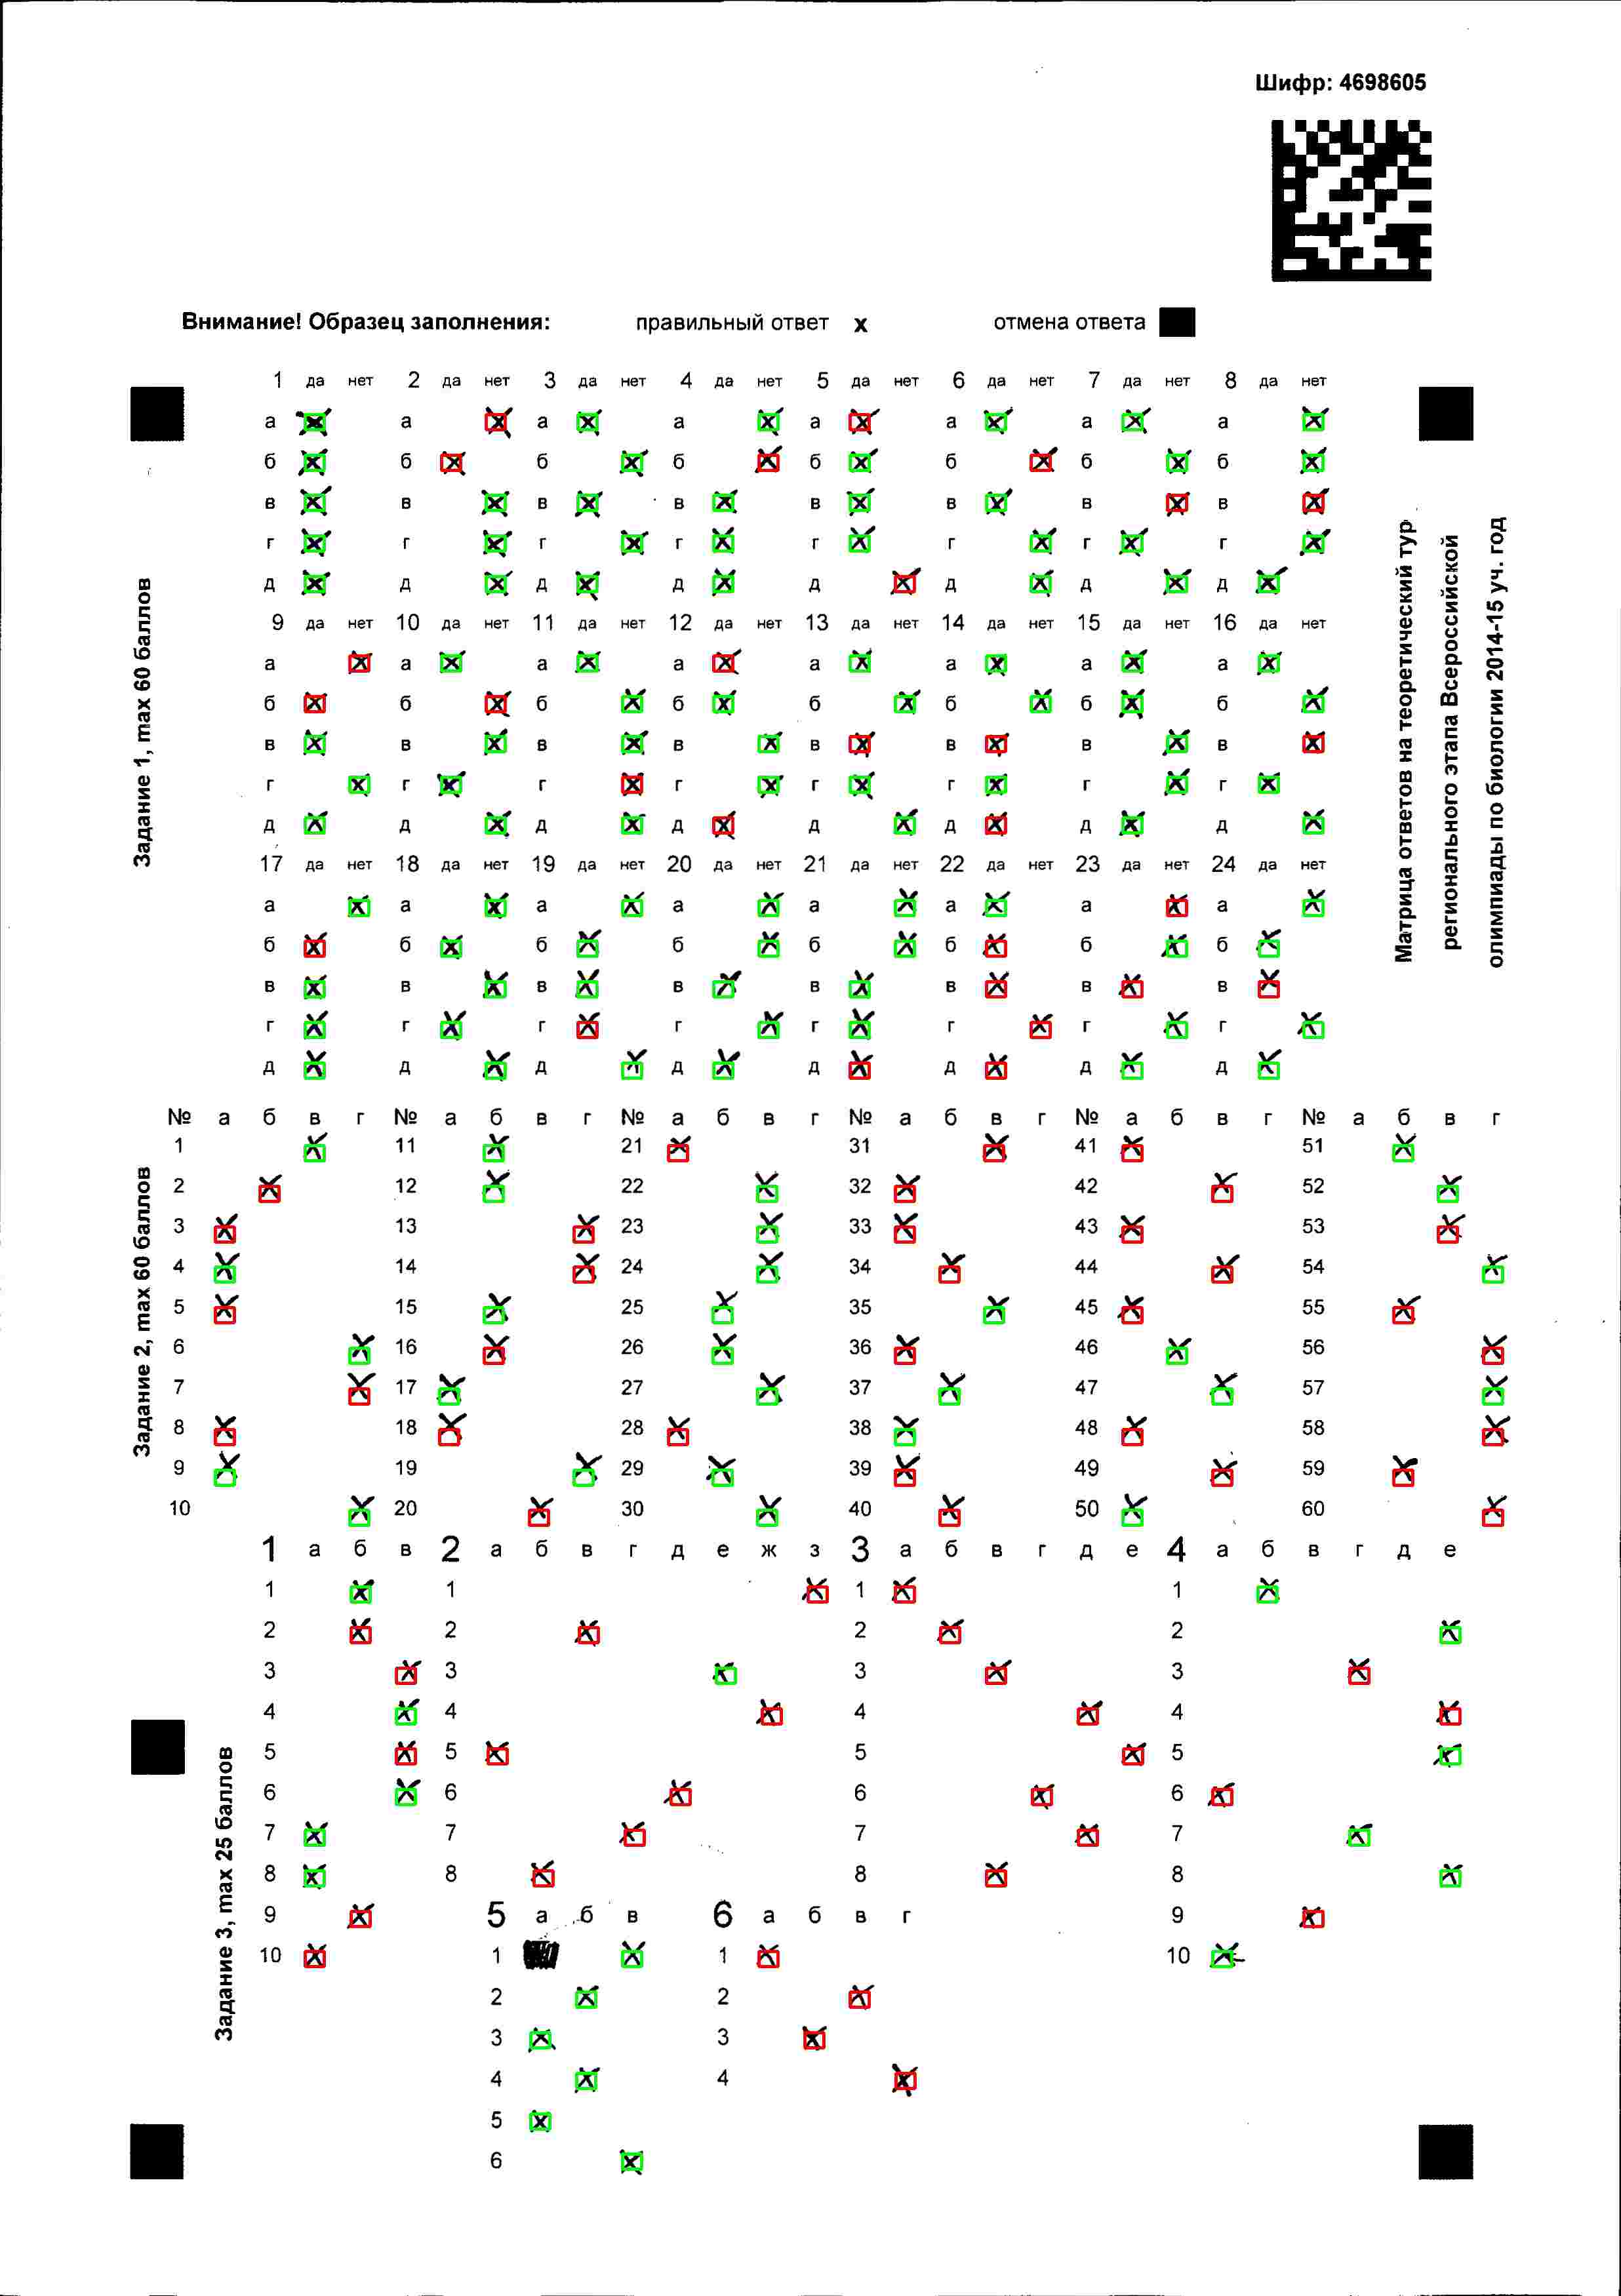 Шифр: 4698605
Внимание! Образец заполнения: правильный ответ x отмена ответа
1 да нет 2 да нет 3 да нет 4 да нет 5 да нет 6 да нет 7 да нет 8 да нет
а а а а а а а а
б б б б б б б б
в в в в в в в в
г г г г г г г г
д д д д д д д д
9 да нет 10 да нет 11 да нет 12 да нет 13 да нет 14 да нет 15 да нет 16 да нет
а а а а а а а а
б б б б б б б б
в в в в в в в в
г г г г г г г г
д д д д д д д д
17 да нет 18 да нет 19 да нет 20 да нет 21 да нет 22 да нет 23 да нет 24 да нет
а а а а а а а а
б б б б б б б б
в в в в в в в в
г г г г г г г г
д д д д д д д д
Задание 1, max 60 баллов
Матрица ответов на теоретический тур
регионального этапа Всероссийской
олимпиады по биологии 2014-15 уч. год
№ а б в г № а б в г № а б в г № а б в г № а б в г № а б в г
1 11 21 31 41 51
2 12 22 32 42 52
3 13 23 33 43 53
4 14 24 34 44 54
5 15 25 35 45 55
6 16 26 36 46 56
7 17 27 37 47 57
8 18 28 38 48 58
9 19 29 39 49 59
10 20 30 40 50 60
Задание 2, max 60 баллов
1 а б в 2 а б в г д е ж з 3 а б в г д е 4 а б в г д е
1 1 1 1
2 2 2 2
3 3 3 3
4 4 4 4
5 5 5 5
6 6 6 6
7 7 7 7
8 8 8 8
9 5 а б в 6 а б в г 9
10 1 1 10
2 2
3 3
4 4
5
6
Задание 3, max 25 баллов